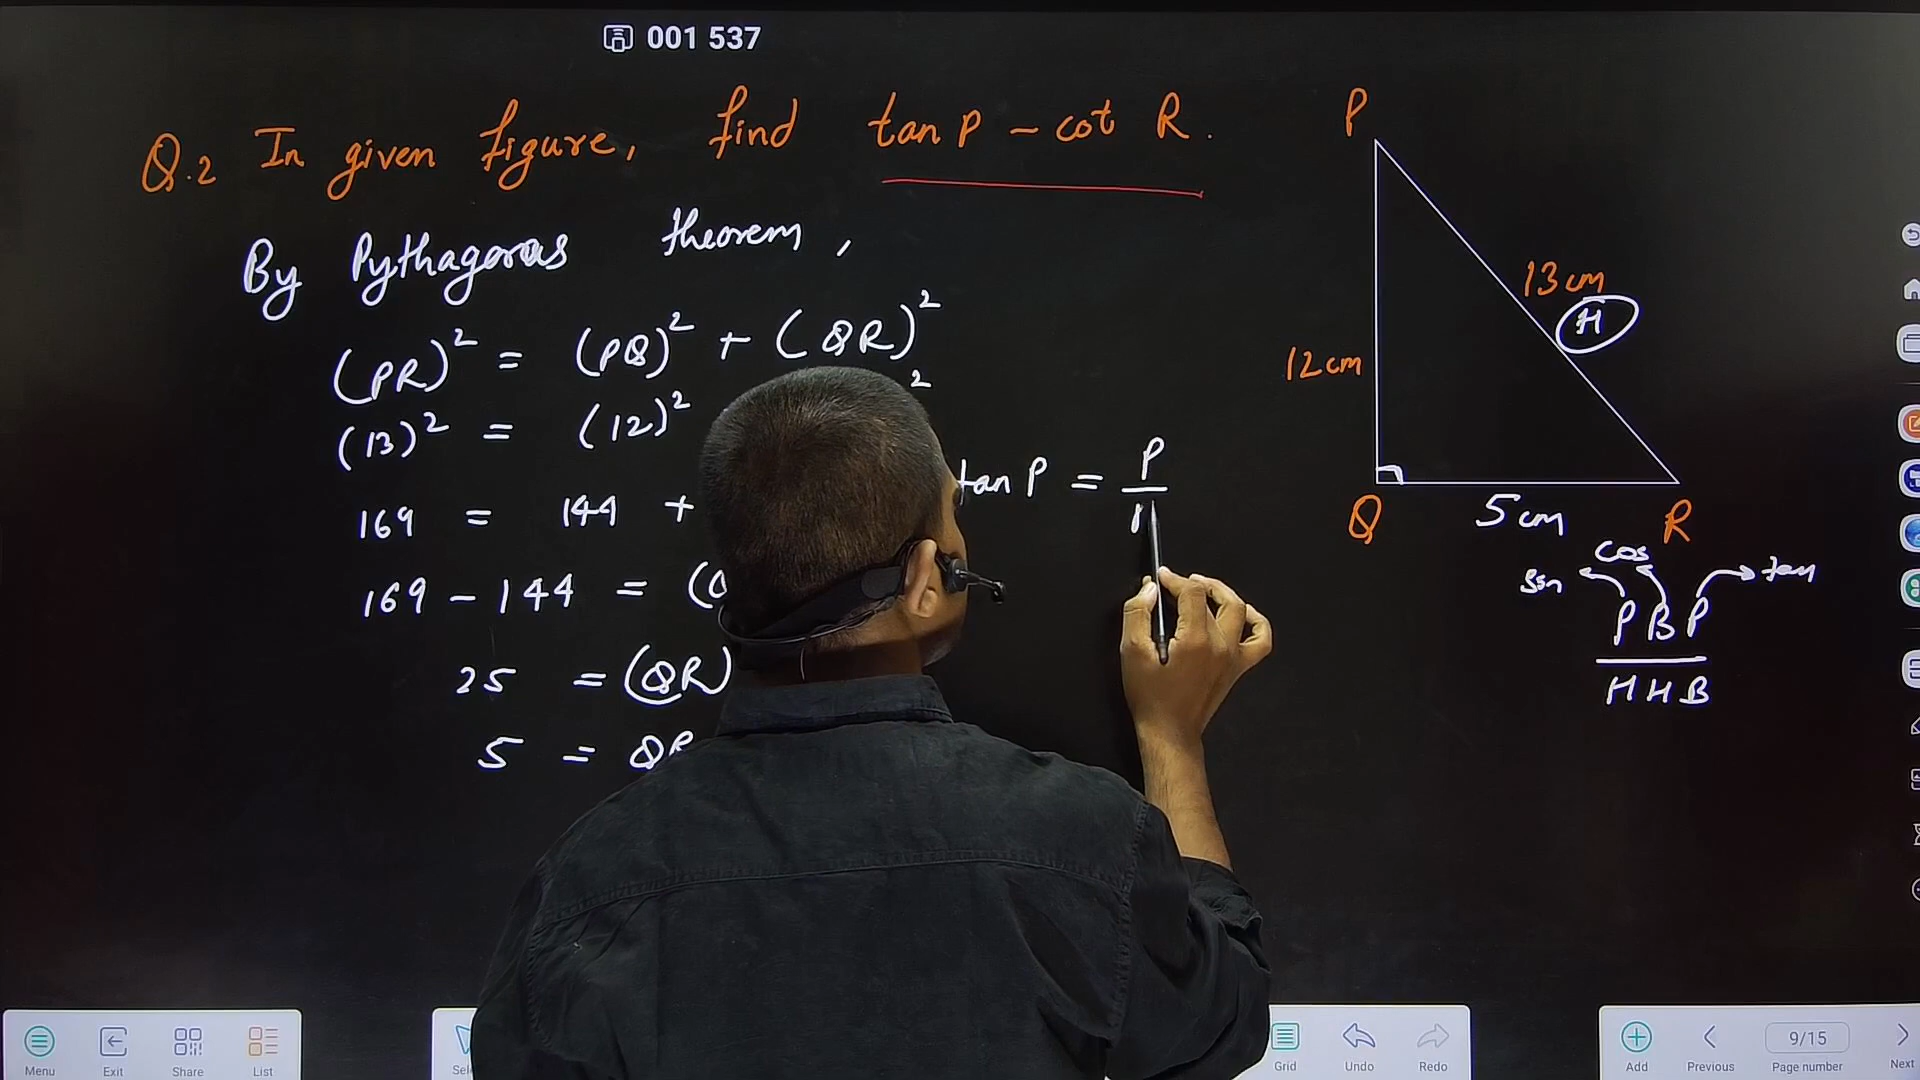 001 537
Q.2 In given figure, find tan P - cot R.
By Pythagoras theorem,
(PR)² = (PQ)² + (QR)²
(13)² = (12)² ²
169 = 144 +
169 - 144 = (
25 = (QR)
5 = QR
tan P = P
P
13 cm
H
12 cm
Q 5 cm R
sin cos tan
P B P
H H B
Menu Exit Share List
Grid Undo Redo
Add Previous 9/15 Page number Next